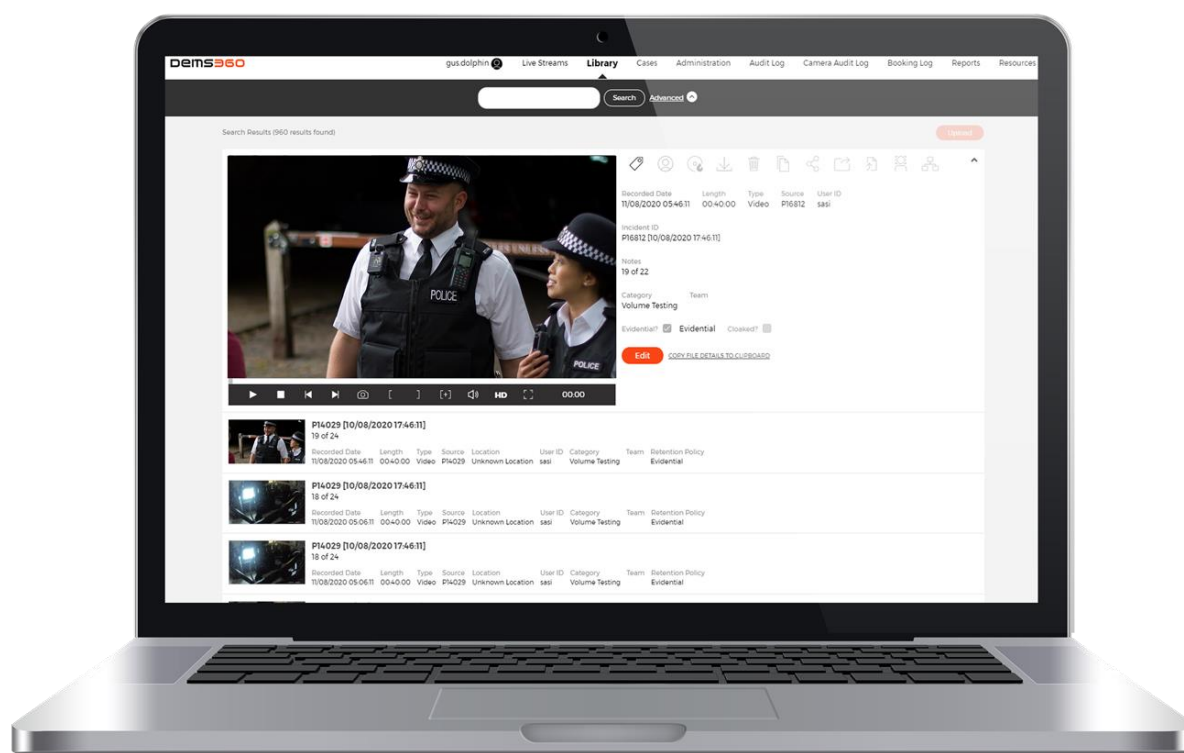 DEMS360
gus.dolphin Live Streams Library Cases Administration Audit Log Camera Audit Log Booking Log Reports Resources
Search Advanced
Search Results (960 results found) Upload
Recorded Date Length Type Source User ID
11/08/2020 05:46:11 00:40:00 Video P16812 sasi
Incident ID
P16812 [10/08/2020 17:46:11]
Notes
19 of 22
Category Team
Volume Testing
Evidential? Evidential Cloaked?
Edit COPY FILE DETAILS TO CLIPBOARD
POLICE
POLICE
[ ] [+] HD 00:00
P14029 [10/08/2020 17:46:11]
19 of 24
Recorded Date Length Type Source Location User ID Category Team Retention Policy
11/08/2020 05:46:11 00:40:00 Video P14029 Unknown Location sasi Volume Testing Evidential
P14029 [10/08/2020 17:46:11]
18 of 24
Recorded Date Length Type Source Location User ID Category Team Retention Policy
11/08/2020 05:06:11 00:40:00 Video P14029 Unknown Location sasi Volume Testing Evidential
P14029 [10/08/2020 17:46:11]
18 of 24
Recorded Date Length Type Source Location User ID Category Team Retention Policy
11/08/2020 05:06:11 00:40:00 Video P14029 Unknown Location sasi Volume Testing Evidential